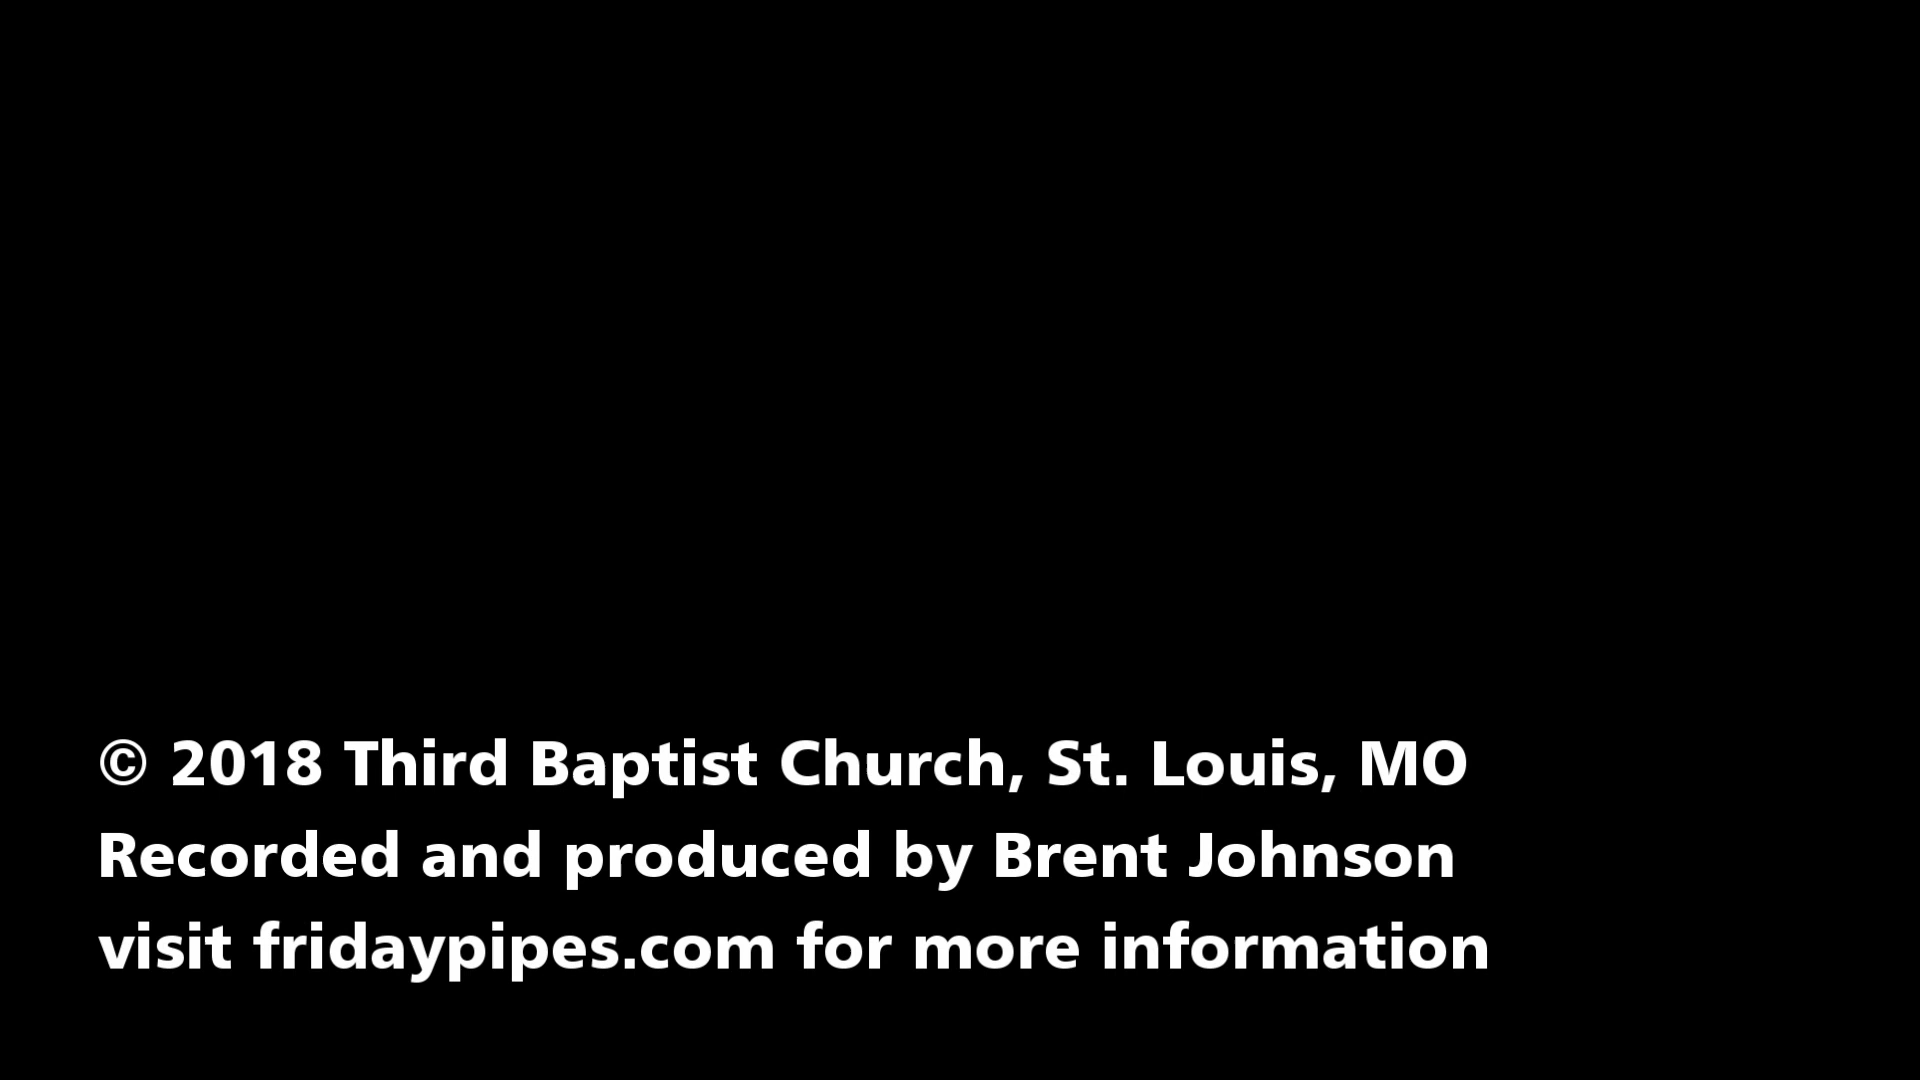 © 2018 Third Baptist Church, St. Louis, MO
Recorded and produced by Brent Johnson
visit fridaypipes.com for more information